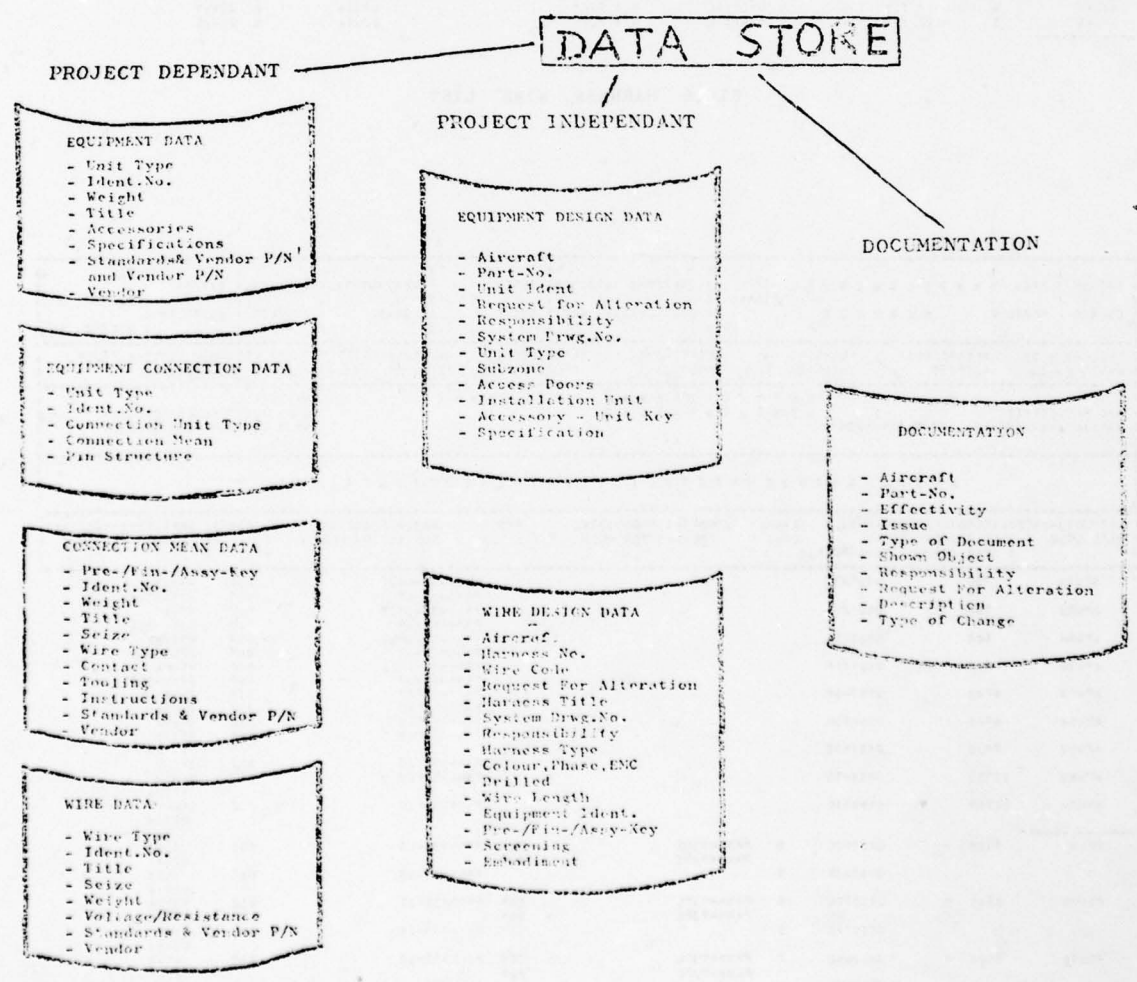 DATA STORE
PROJECT DEPENDANT
EQUIPMENT DATA
- Unit Type
- Ident.No.
- Weight
- Title
- Accessories
- Specifications
- Standards& Vendor P/N
and Vendor P/N
- Vendor
EQUIPMENT CONNECTION DATA
- Unit Type
- Ident.No.
- Connection Unit Type
- Connection Mean
- Pin Structure
CONNECTION MEAN DATA
- Pre-/Fin-/Assy-Key
- Ident.No.
- Weight
- Title
- Seize
- Wire Type
- Contact
- Tooling
- Instructions
- Standards & Vendor P/N
- Vendor
WIRE DATA
- Wire Type
- Ident.No.
- Title
- Seize
- Weight
- Voltage/Resistance
- Standards & Vendor P/N
- Vendor
PROJECT INDEPENDANT
EQUIPMENT DESIGN DATA
- Aircraft
- Part-No.
- Unit Ident
- Request for Alteration
- Responsibility
- System Drwg.No.
- Unit Type
- Subzone
- Access Doors
- Installation Unit
- Accessory - Unit Key
- Specification
WIRE DESIGN DATA
- Aircraf.
- Harness No.
- Wire Code
- Request For Alteration
- Harness Title
- System Drwg.No.
- Responsibility
- Harness Type
- Colour,Phase,EMC
- Drilled
- Wire Length
- Equipment Ident.
- Pre-/Fin-/Assy-Key
- Screening
- Embodiment
DOCUMENTATION
DOCUMENTATION
- Aircraft
- Part-No.
- Effectivity
- Issue
- Type of Document
- Shown Object
- Responsibility
- Request For Alteration
- Description
- Type of Change